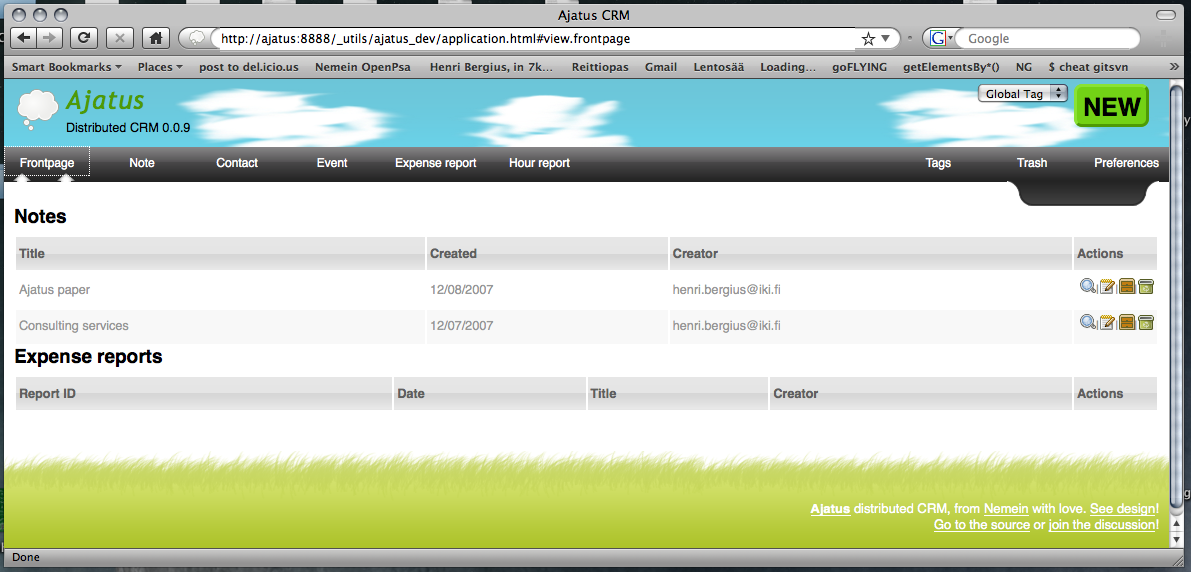 Ajatus CRM
http://ajatus:8888/_utils/ajatus_dev/application.html#view.frontpage
G Google
Smart Bookmarks Places post to del.icio.us Nemein OpenPsa Henri Bergius, in 7k... Reittiopas Gmail Lentosää Loading... goFLYING getElementsBy*() NG $ cheat gitsvn »
Ajatus
Distributed CRM 0.0.9
Global Tag
NEW
Frontpage Note Contact Event Expense report Hour report Tags Trash Preferences
Notes
Title Created Creator Actions
Ajatus paper 12/08/2007 henri.bergius@iki.fi
Consulting services 12/07/2007 henri.bergius@iki.fi
Expense reports
Report ID Date Title Creator Actions
Ajatus distributed CRM, from Nemein with love. See design!
Go to the source or join the discussion!
Done